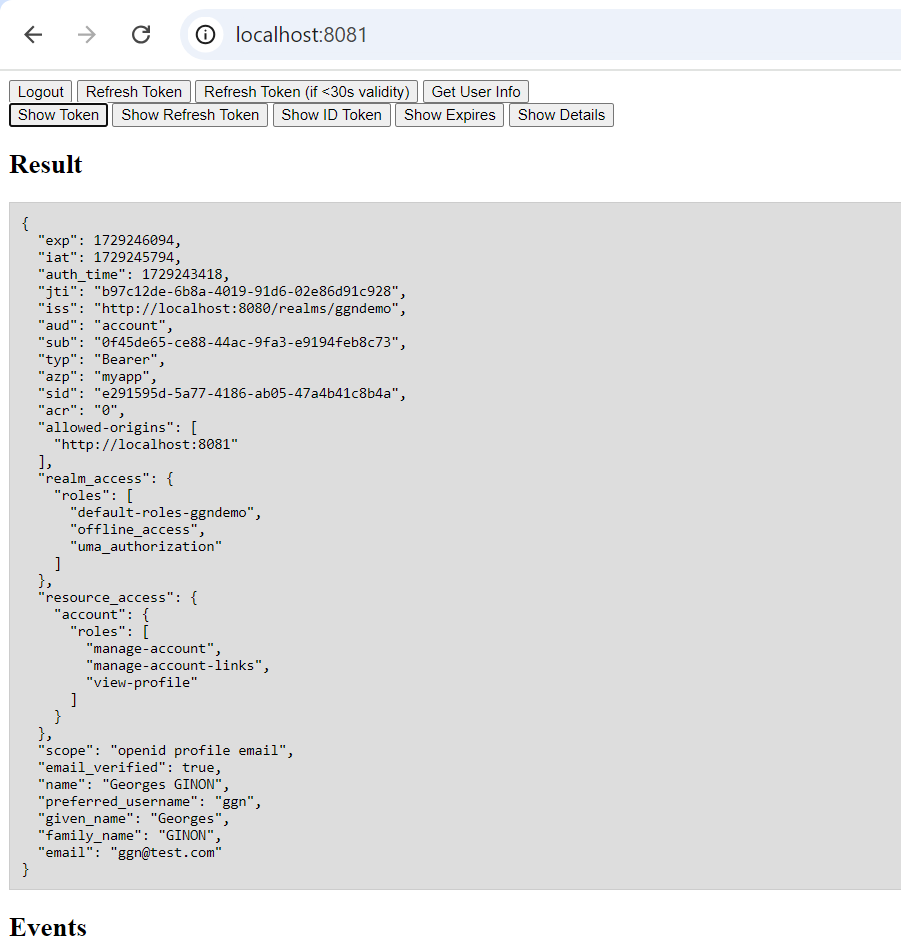 localhost:8081
Logout Refresh Token Refresh Token (if <30s validity) Get User Info
Show Token Show Refresh Token Show ID Token Show Expires Show Details
Result
{
  "exp": 1729246094,
  "iat": 1729245794,
  "auth_time": 1729243418,
  "jti": "b97c12de-6b8a-4019-91d6-02e86d91c928",
  "iss": "http://localhost:8080/realms/ggndemo",
  "aud": "account",
  "sub": "0f45de65-ce88-44ac-9fa3-e9194feb8c73",
  "typ": "Bearer",
  "azp": "myapp",
  "sid": "e291595d-5a77-4186-ab05-47a4b41c8b4a",
  "acr": "0",
  "allowed-origins": [
    "http://localhost:8081"
  ],
  "realm_access": {
    "roles": [
      "default-roles-ggndemo",
      "offline_access",
      "uma_authorization"
    ]
  },
  "resource_access": {
    "account": {
      "roles": [
        "manage-account",
        "manage-account-links",
        "view-profile"
      ]
    }
  },
  "scope": "openid profile email",
  "email_verified": true,
  "name": "Georges GINON",
  "preferred_username": "ggn",
  "given_name": "Georges",
  "family_name": "GINON",
  "email": "ggn@test.com"
}
Events